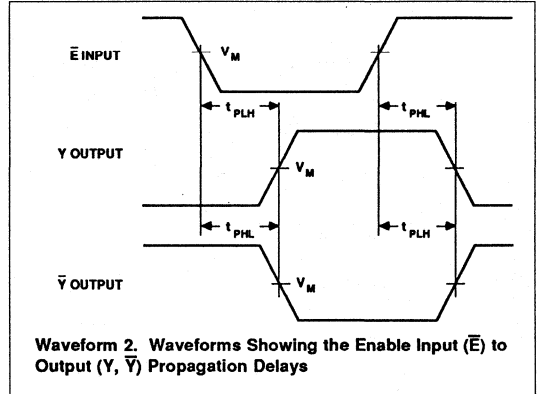 E̅ INPUT
V_M
t_PLH
t_PHL
Y OUTPUT
V_M
t_PHL
t_PLH
Y̅ OUTPUT
V_M
Waveform 2. Waveforms Showing the Enable Input (E̅) to
Output (Y, Y̅) Propagation Delays